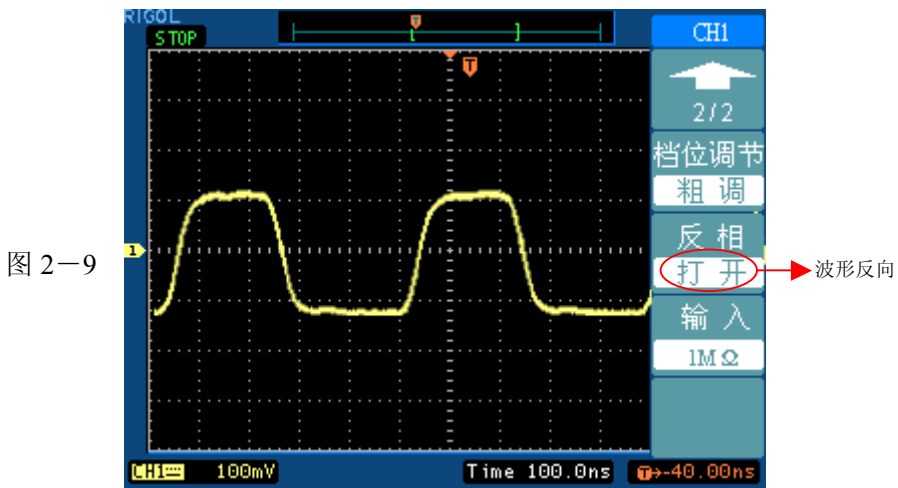 RIGOL
STOP
T
T
CH1
2/2
档位调节
粗 调
反 相
打 开
输 入
1M Ω
图 2－9
1
波形反向
CH1 100mV
Time 100.0ns
T→-40.00ns